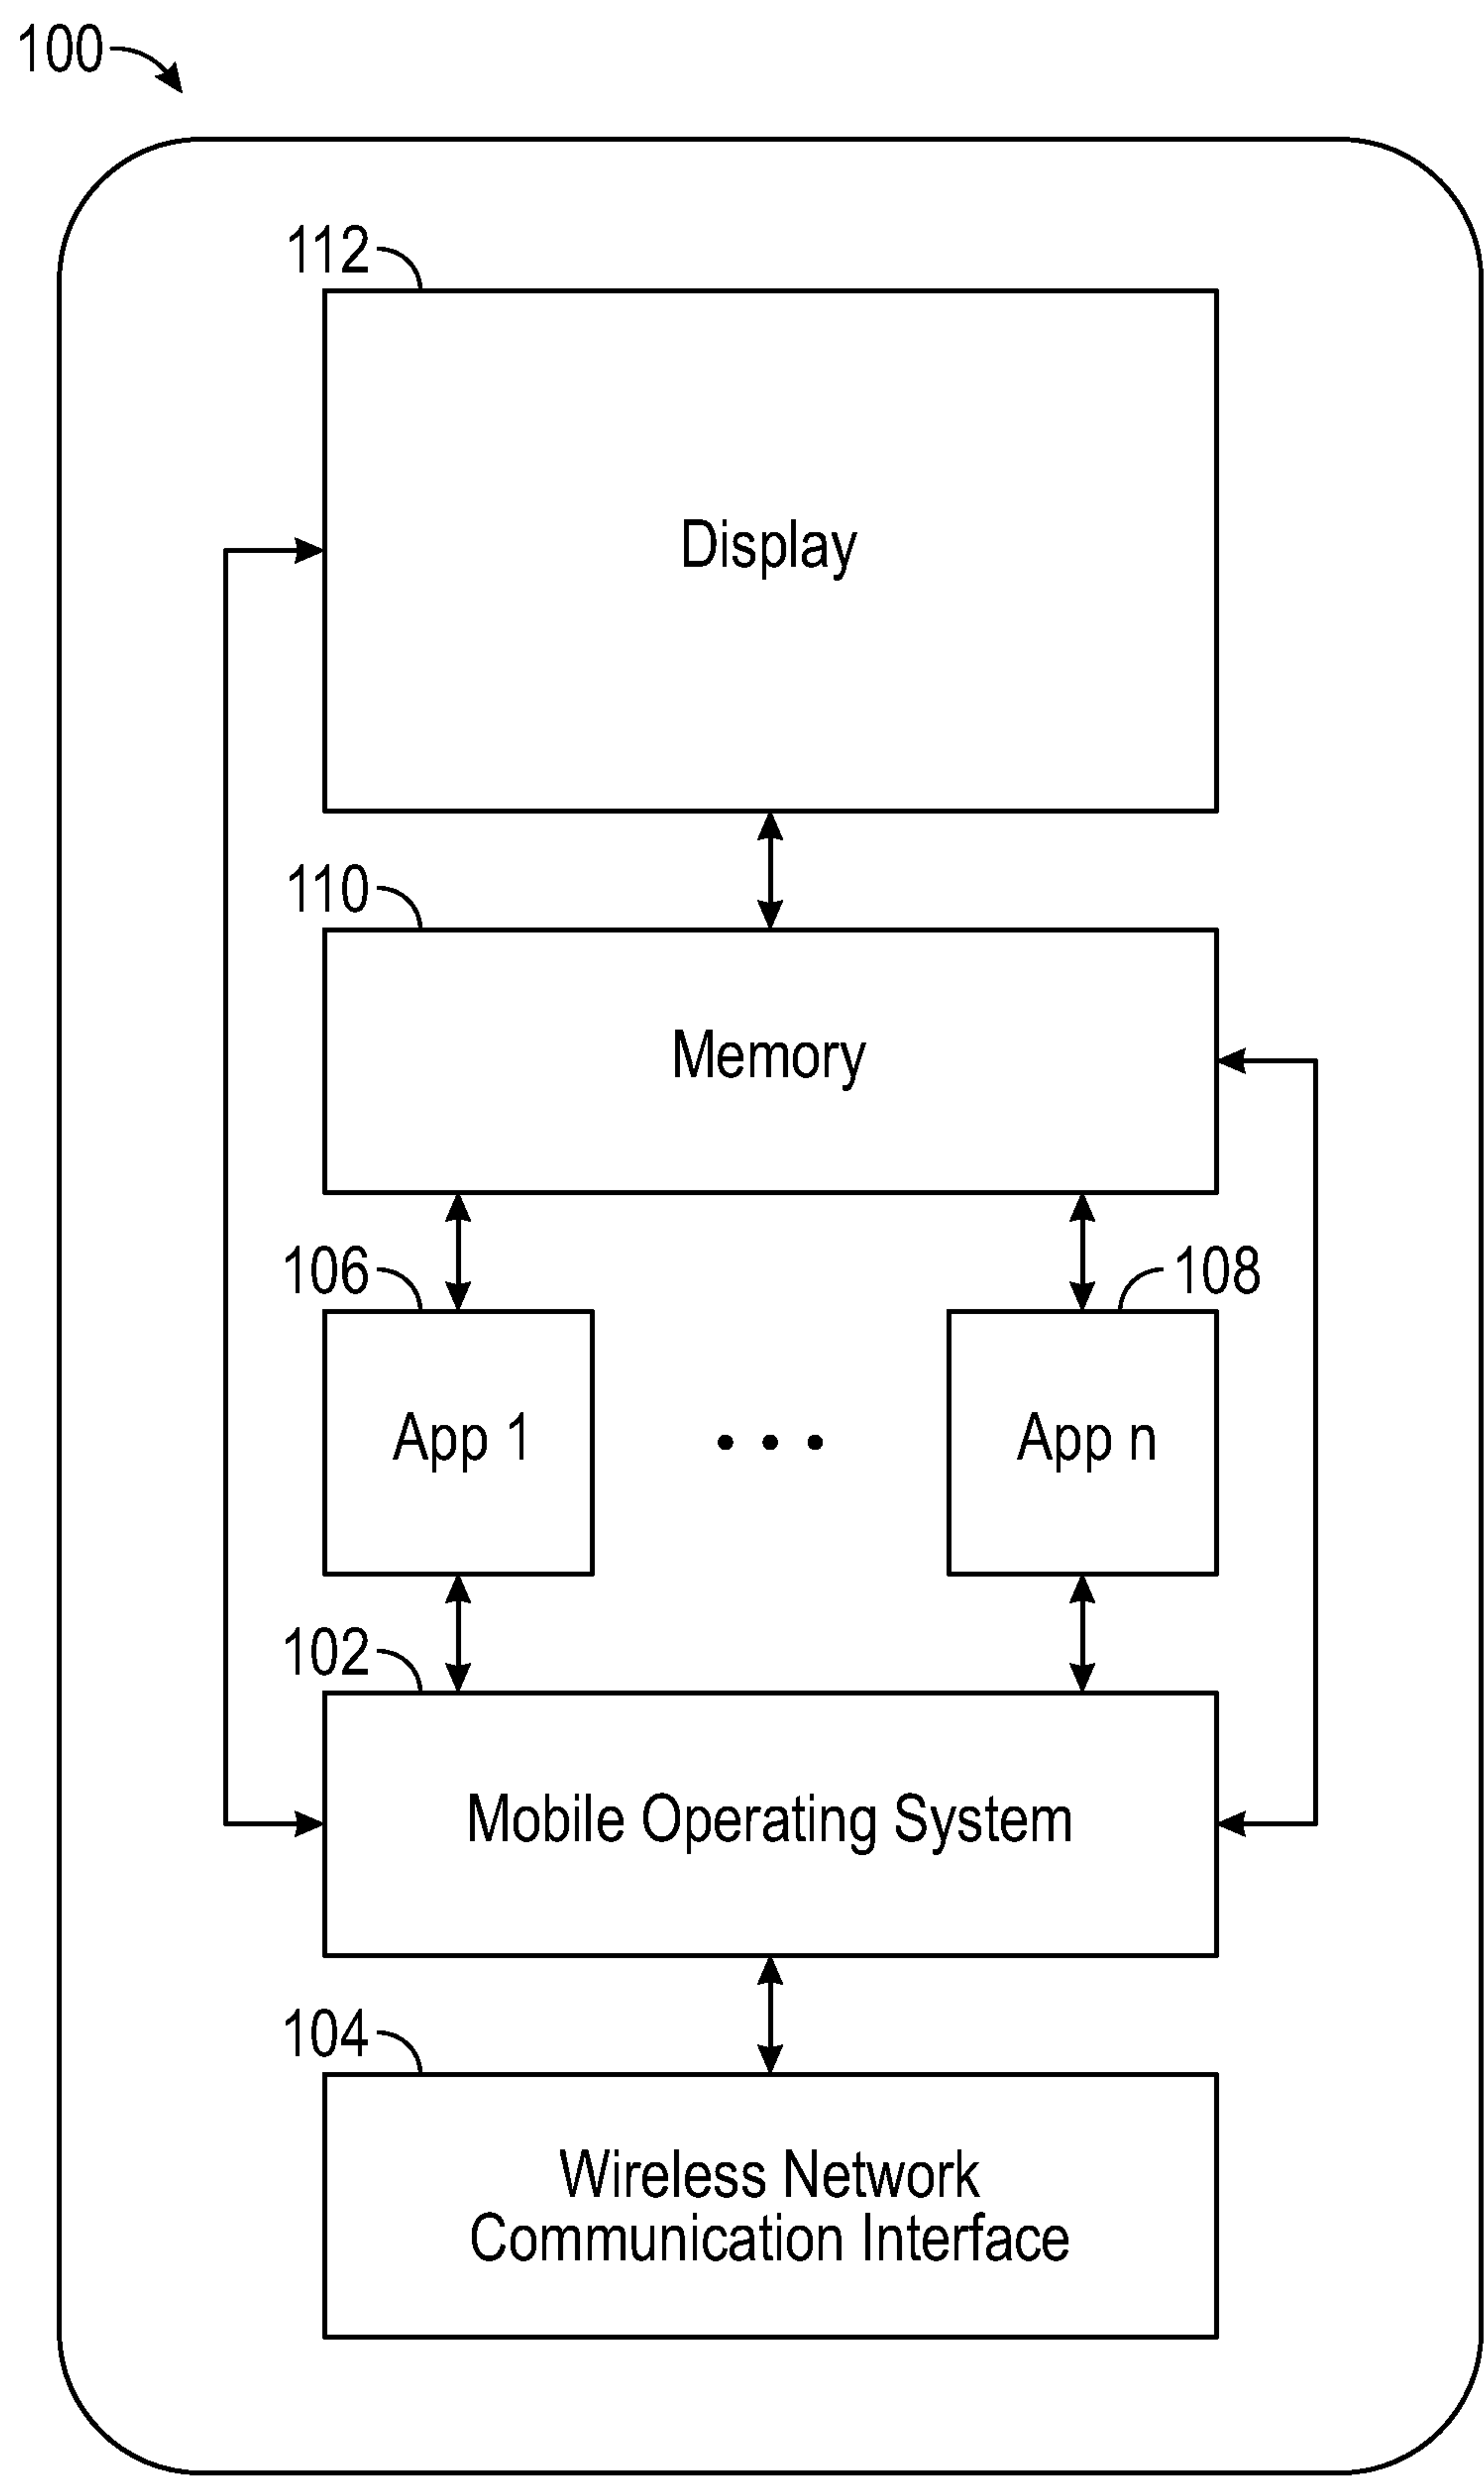 100
112
Display
110
Memory
106
108
App 1
App n
102
Mobile Operating System
104
Wireless Network
Communication Interface